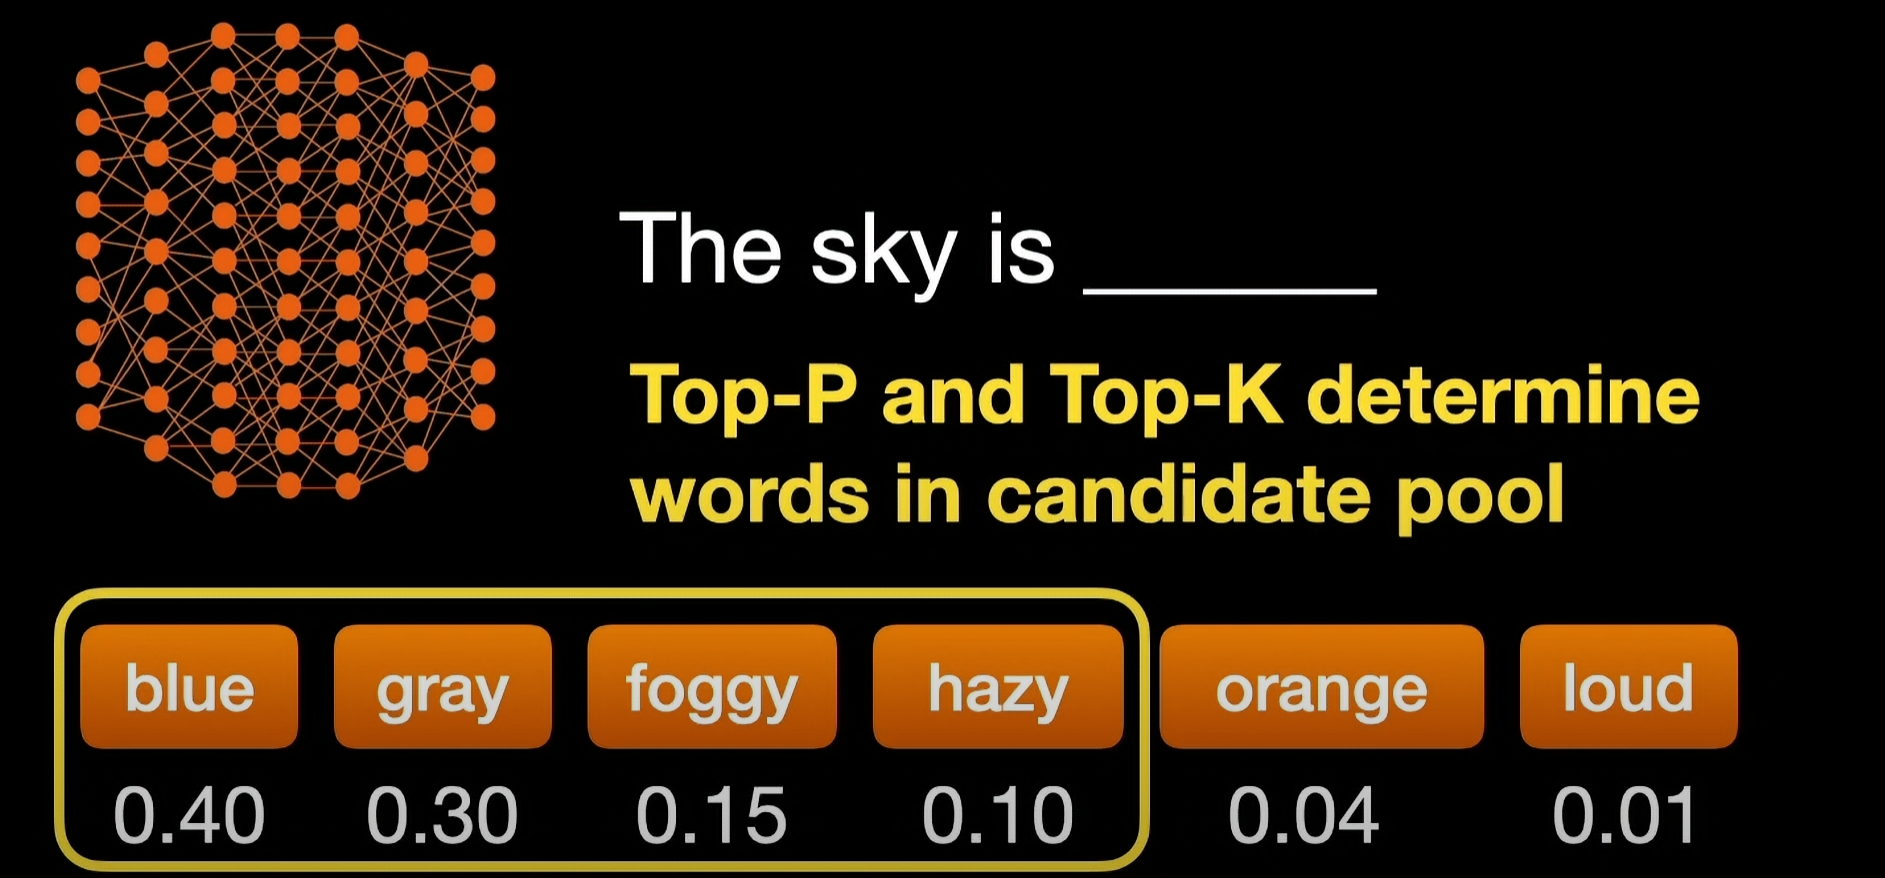 The sky is ______
Top-P and Top-K determine
words in candidate pool
blue gray foggy hazy orange loud
0.40 0.30 0.15 0.10 0.04 0.01